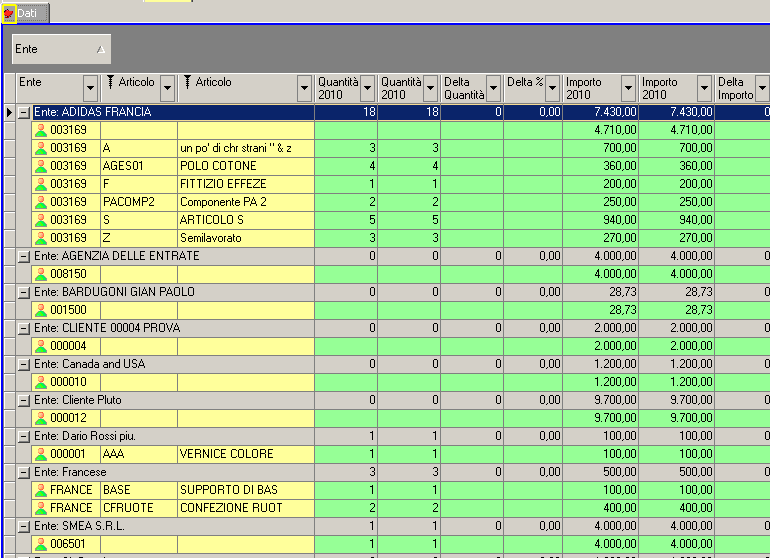 Dati
Ente
Ente Articolo Articolo Quantità 2010 Quantità 2010 Delta Quantità Delta % Importo 2010 Importo 2010 Delta Importo
Ente: ADIDAS FRANCIA 18 18 0 0,00 7.430,00 7.430,00 0
003169 4.710,00 4.710,00
003169 A un po' di chr strani " & z 3 3 700,00 700,00
003169 AGES01 POLO COTONE 4 4 360,00 360,00
003169 F FITTIZIO EFFEZE 1 1 200,00 200,00
003169 PACOMP2 Componente PA 2 2 2 250,00 250,00
003169 S ARTICOLO S 5 5 940,00 940,00
003169 Z Semilavorato 3 3 270,00 270,00
Ente: AGENZIA DELLE ENTRATE 0 0 0 0,00 4.000,00 4.000,00 0
008150 4.000,00 4.000,00
Ente: BARDUGONI GIAN PAOLO 0 0 0 0,00 28,73 28,73 0
001500 28,73 28,73
Ente: CLIENTE 00004 PROVA 0 0 0 0,00 2.000,00 2.000,00 0
000004 2.000,00 2.000,00
Ente: Canada and USA 0 0 0 0,00 1.200,00 1.200,00 0
000010 1.200,00 1.200,00
Ente: Cliente Pluto 0 0 0 0,00 9.700,00 9.700,00 0
000012 9.700,00 9.700,00
Ente: Dario Rossi piu. 1 1 0 0,00 100,00 100,00 0
000001 AAA VERNICE COLORE 1 1 100,00 100,00
Ente: Francese 3 3 0 0,00 500,00 500,00 0
FRANCE BASE SUPPORTO DI BAS 1 1 100,00 100,00
FRANCE CFRUOTE CONFEZIONE RUOT 2 2 400,00 400,00
Ente: SMEA S.R.L. 1 1 0 0,00 4.000,00 4.000,00 0
006501 1 1 4.000,00 4.000,00